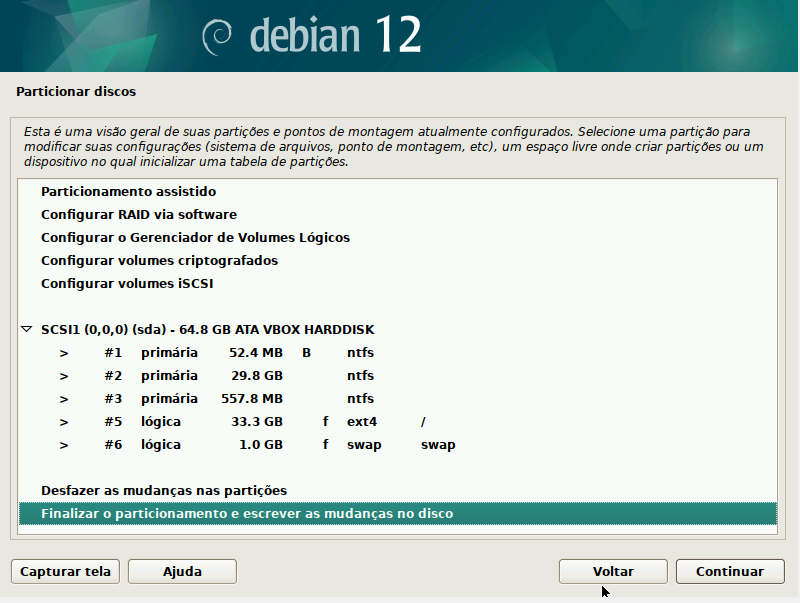 debian 12
Particionar discos
Esta é uma visão geral de suas partições e pontos de montagem atualmente configurados. Selecione uma partição para
modificar suas configurações (sistema de arquivos, ponto de montagem, etc), um espaço livre onde criar partições ou um
dispositivo no qual inicializar uma tabela de partições.
Particionamento assistido
Configurar RAID via software
Configurar o Gerenciador de Volumes Lógicos
Configurar volumes criptografados
Configurar volumes iSCSI
SCSI1 (0,0,0) (sda) - 64.8 GB ATA VBOX HARDDISK
> #1 primária 52.4 MB B ntfs
> #2 primária 29.8 GB ntfs
> #3 primária 557.8 MB ntfs
> #5 lógica 33.3 GB f ext4 /
> #6 lógica 1.0 GB f swap swap
Desfazer as mudanças nas partições
Finalizar o particionamento e escrever as mudanças no disco
Capturar tela Ajuda Voltar Continuar